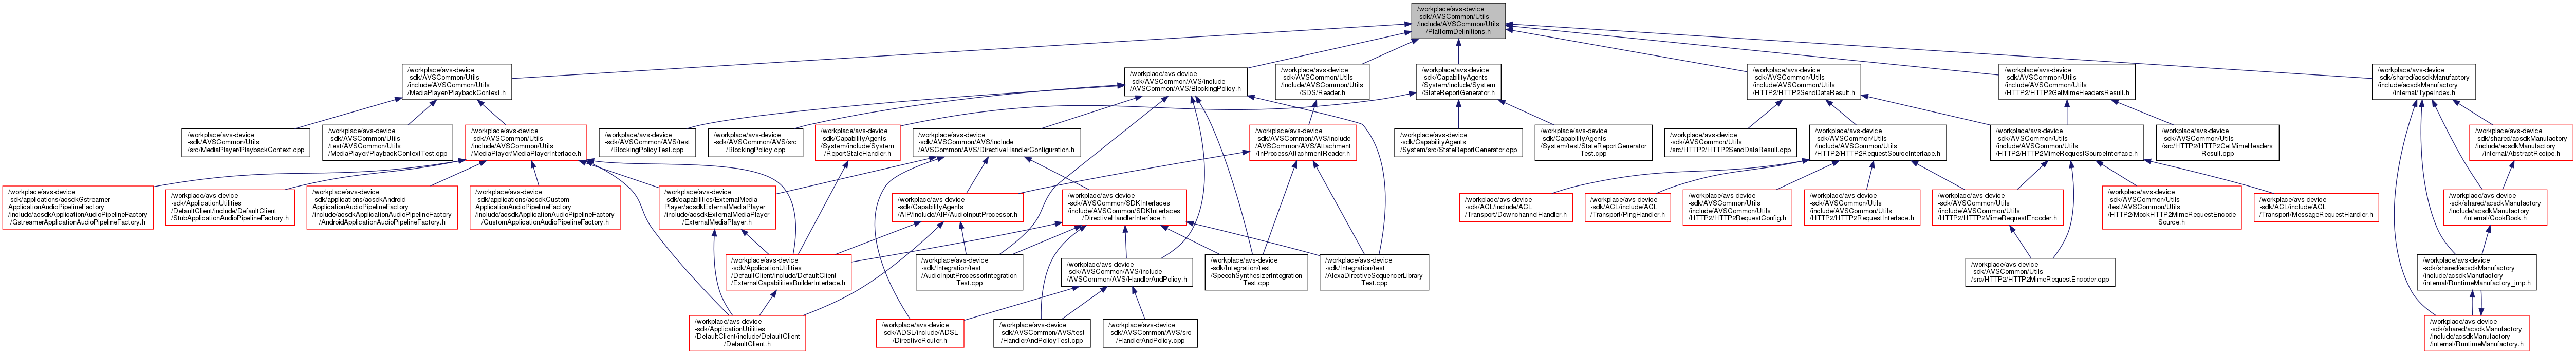 /workplace/avs-device
-sdk/AVSCommon/Utils
/include/AVSCommon/Utils
/PlatformDefinitions.h
/workplace/avs-device
-sdk/AVSCommon/Utils
/include/AVSCommon/Utils
/MediaPlayer/PlaybackContext.h
/workplace/avs-device
-sdk/AVSCommon/AVS/include
/AVSCommon/AVS/BlockingPolicy.h
/workplace/avs-device
-sdk/AVSCommon/Utils
/include/AVSCommon/Utils
/SDS/Reader.h
/workplace/avs-device
-sdk/CapabilityAgents
/System/include/System
/StateReportGenerator.h
/workplace/avs-device
-sdk/AVSCommon/Utils
/include/AVSCommon/Utils
/HTTP2/HTTP2SendDataResult.h
/workplace/avs-device
-sdk/AVSCommon/Utils
/include/AVSCommon/Utils
/HTTP2/HTTP2GetMimeHeadersResult.h
/workplace/avs-device
-sdk/shared/acsdkManufactory
/include/acsdkManufactory
/internal/TypeIndex.h
/workplace/avs-device
-sdk/AVSCommon/Utils
/src/MediaPlayer/PlaybackContext.cpp
/workplace/avs-device
-sdk/AVSCommon/Utils
/test/AVSCommon/Utils
/MediaPlayer/PlaybackContextTest.cpp
/workplace/avs-device
-sdk/AVSCommon/Utils
/include/AVSCommon/Utils
/MediaPlayer/MediaPlayerInterface.h
/workplace/avs-device
-sdk/AVSCommon/AVS/test
/BlockingPolicyTest.cpp
/workplace/avs-device
-sdk/AVSCommon/AVS/src
/BlockingPolicy.cpp
/workplace/avs-device
-sdk/CapabilityAgents
/System/include/System
/ReportStateHandler.h
/workplace/avs-device
-sdk/AVSCommon/AVS/include
/AVSCommon/AVS/DirectiveHandlerConfiguration.h
/workplace/avs-device
-sdk/AVSCommon/AVS/include
/AVSCommon/AVS/Attachment
/InProcessAttachmentReader.h
/workplace/avs-device
-sdk/CapabilityAgents
/System/src/StateReportGenerator.cpp
/workplace/avs-device
-sdk/CapabilityAgents
/System/test/StateReportGenerator
Test.cpp
/workplace/avs-device
-sdk/AVSCommon/Utils
/src/HTTP2/HTTP2SendDataResult.cpp
/workplace/avs-device
-sdk/AVSCommon/Utils
/include/AVSCommon/Utils
/HTTP2/HTTP2RequestSourceInterface.h
/workplace/avs-device
-sdk/AVSCommon/Utils
/include/AVSCommon/Utils
/HTTP2/HTTP2MimeRequestSourceInterface.h
/workplace/avs-device
-sdk/AVSCommon/Utils
/src/HTTP2/HTTP2GetMimeHeaders
Result.cpp
/workplace/avs-device
-sdk/shared/acsdkManufactory
/include/acsdkManufactory
/internal/AbstractRecipe.h
/workplace/avs-device
-sdk/applications/acsdkGstreamer
ApplicationAudioPipelineFactory
/include/acsdkApplicationAudioPipelineFactory
/GstreamerApplicationAudioPipelineFactory.h
/workplace/avs-device
-sdk/ApplicationUtilities
/DefaultClient/include/DefaultClient
/StubApplicationAudioPipelineFactory.h
/workplace/avs-device
-sdk/applications/acsdkAndroid
ApplicationAudioPipelineFactory
/include/acsdkApplicationAudioPipelineFactory
/AndroidApplicationAudioPipelineFactory.h
/workplace/avs-device
-sdk/applications/acsdkCustom
ApplicationAudioPipelineFactory
/include/acsdkApplicationAudioPipelineFactory
/CustomApplicationAudioPipelineFactory.h
/workplace/avs-device
-sdk/capabilities/ExternalMedia
Player/acsdkExternalMediaPlayer
/include/acsdkExternalMediaPlayer
/ExternalMediaPlayer.h
/workplace/avs-device
-sdk/CapabilityAgents
/AIP/include/AIP/AudioInputProcessor.h
/workplace/avs-device
-sdk/AVSCommon/SDKInterfaces
/include/AVSCommon/SDKInterfaces
/DirectiveHandlerInterface.h
/workplace/avs-device
-sdk/ACL/include/ACL
/Transport/DownchannelHandler.h
/workplace/avs-device
-sdk/ACL/include/ACL
/Transport/PingHandler.h
/workplace/avs-device
-sdk/AVSCommon/Utils
/include/AVSCommon/Utils
/HTTP2/HTTP2RequestConfig.h
/workplace/avs-device
-sdk/AVSCommon/Utils
/include/AVSCommon/Utils
/HTTP2/HTTP2RequestInterface.h
/workplace/avs-device
-sdk/AVSCommon/Utils
/include/AVSCommon/Utils
/HTTP2/HTTP2MimeRequestEncoder.h
/workplace/avs-device
-sdk/AVSCommon/Utils
/test/AVSCommon/Utils
/HTTP2/MockHTTP2MimeRequestEncode
Source.h
/workplace/avs-device
-sdk/ACL/include/ACL
/Transport/MessageRequestHandler.h
/workplace/avs-device
-sdk/shared/acsdkManufactory
/include/acsdkManufactory
/internal/CookBook.h
/workplace/avs-device
-sdk/ApplicationUtilities
/DefaultClient/include/DefaultClient
/ExternalCapabilitiesBuilderInterface.h
/workplace/avs-device
-sdk/Integration/test
/AudioInputProcessorIntegration
Test.cpp
/workplace/avs-device
-sdk/AVSCommon/AVS/include
/AVSCommon/AVS/HandlerAndPolicy.h
/workplace/avs-device
-sdk/Integration/test
/SpeechSynthesizerIntegration
Test.cpp
/workplace/avs-device
-sdk/Integration/test
/AlexaDirectiveSequencerLibrary
Test.cpp
/workplace/avs-device
-sdk/AVSCommon/Utils
/src/HTTP2/HTTP2MimeRequestEncoder.cpp
/workplace/avs-device
-sdk/shared/acsdkManufactory
/include/acsdkManufactory
/internal/RuntimeManufactory_imp.h
/workplace/avs-device
-sdk/ApplicationUtilities
/DefaultClient/include/DefaultClient
/DefaultClient.h
/workplace/avs-device
-sdk/ADSL/include/ADSL
/DirectiveRouter.h
/workplace/avs-device
-sdk/AVSCommon/AVS/test
/HandlerAndPolicyTest.cpp
/workplace/avs-device
-sdk/AVSCommon/AVS/src
/HandlerAndPolicy.cpp
/workplace/avs-device
-sdk/shared/acsdkManufactory
/include/acsdkManufactory
/internal/RuntimeManufactory.h